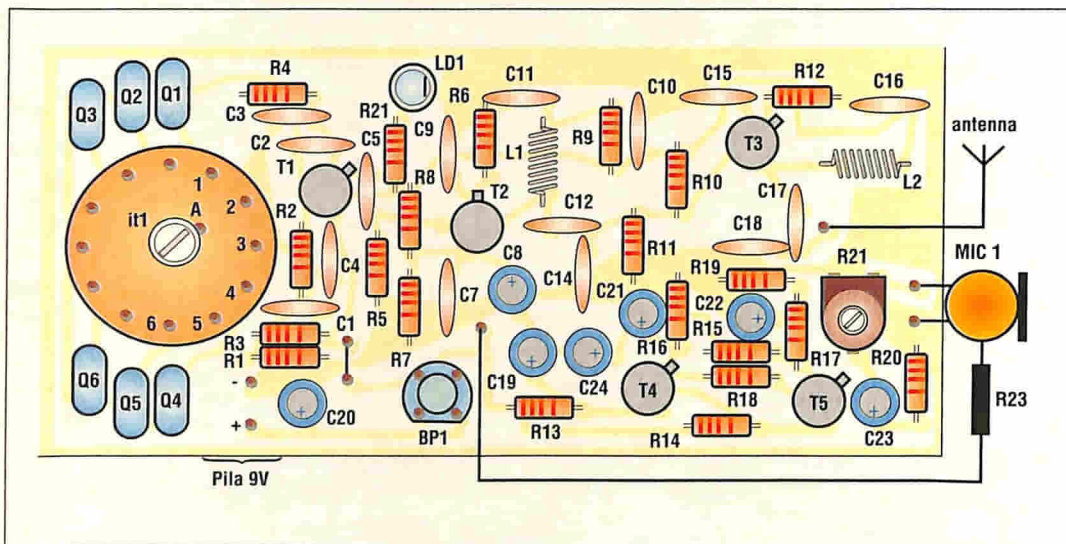 LD1
R4
C11
C15
R12
C16
Q3
Q2
Q1
C3
R21
C9
R6
C10
C2
C5
R9
T3
antenna
T1
L1
1
R8
T2
R10
L2
it1
A
2
R2
C12
C17
3
R11
C18
C4
C8
C14
R19
R21
MIC 1
4
R5
C7
C21
C22
6
5
R3
C1
R15
R1
R7
R16
R17
R20
Q6
Q5
Q4
-
C19
C24
T4
R18
T5
R23
+
C20
BP1
R13
R14
C23
Pila 9V